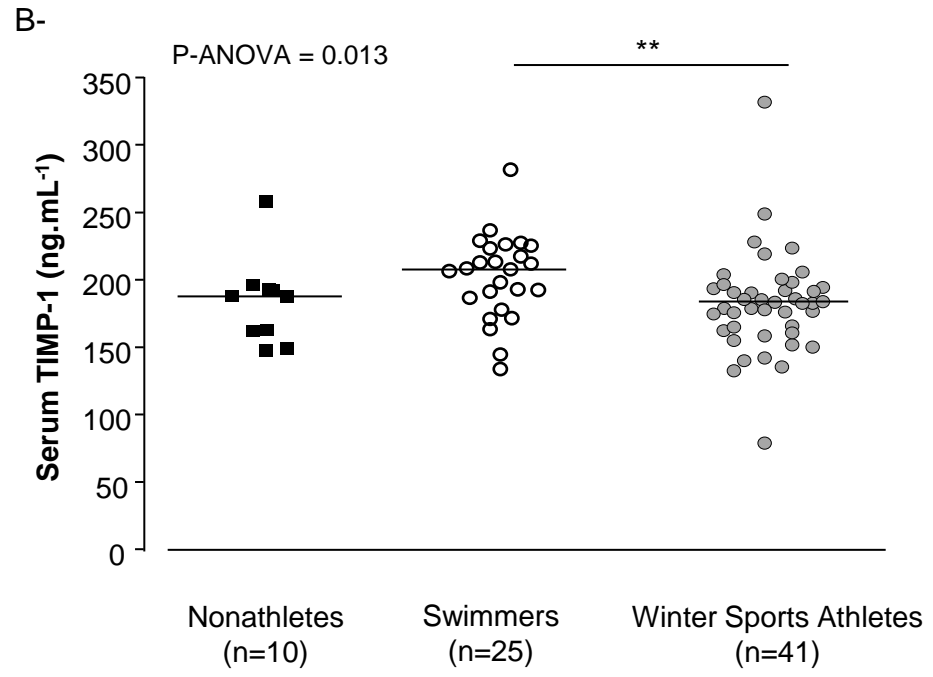 B-
P-ANOVA = 0.013
**
350
300
250
200
150
100
50
0
Serum TIMP-1 (ng.mL⁻¹)
Nonathletes
(n=10)
Swimmers
(n=25)
Winter Sports Athletes
(n=41)